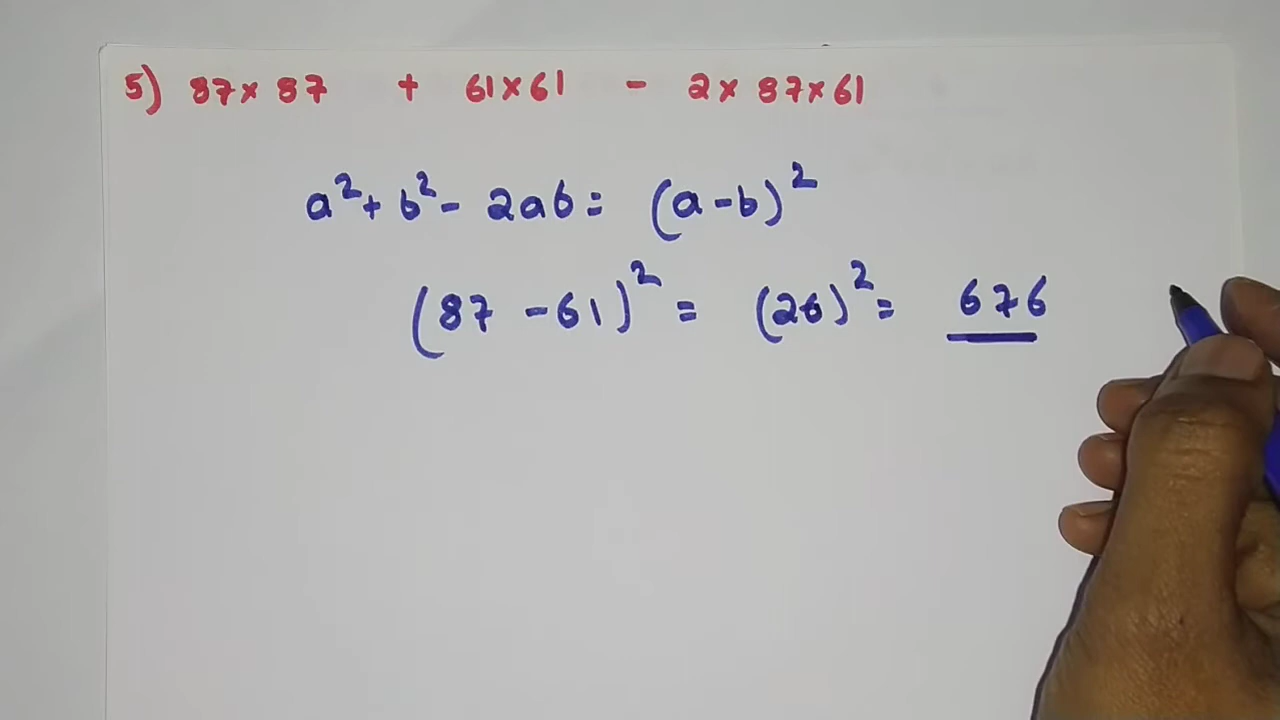 5) 87 × 87 + 61 × 61 - 2 × 87 × 61
a² + b² - 2ab = (a - b)²
(87 - 61)² = (26)² = 676